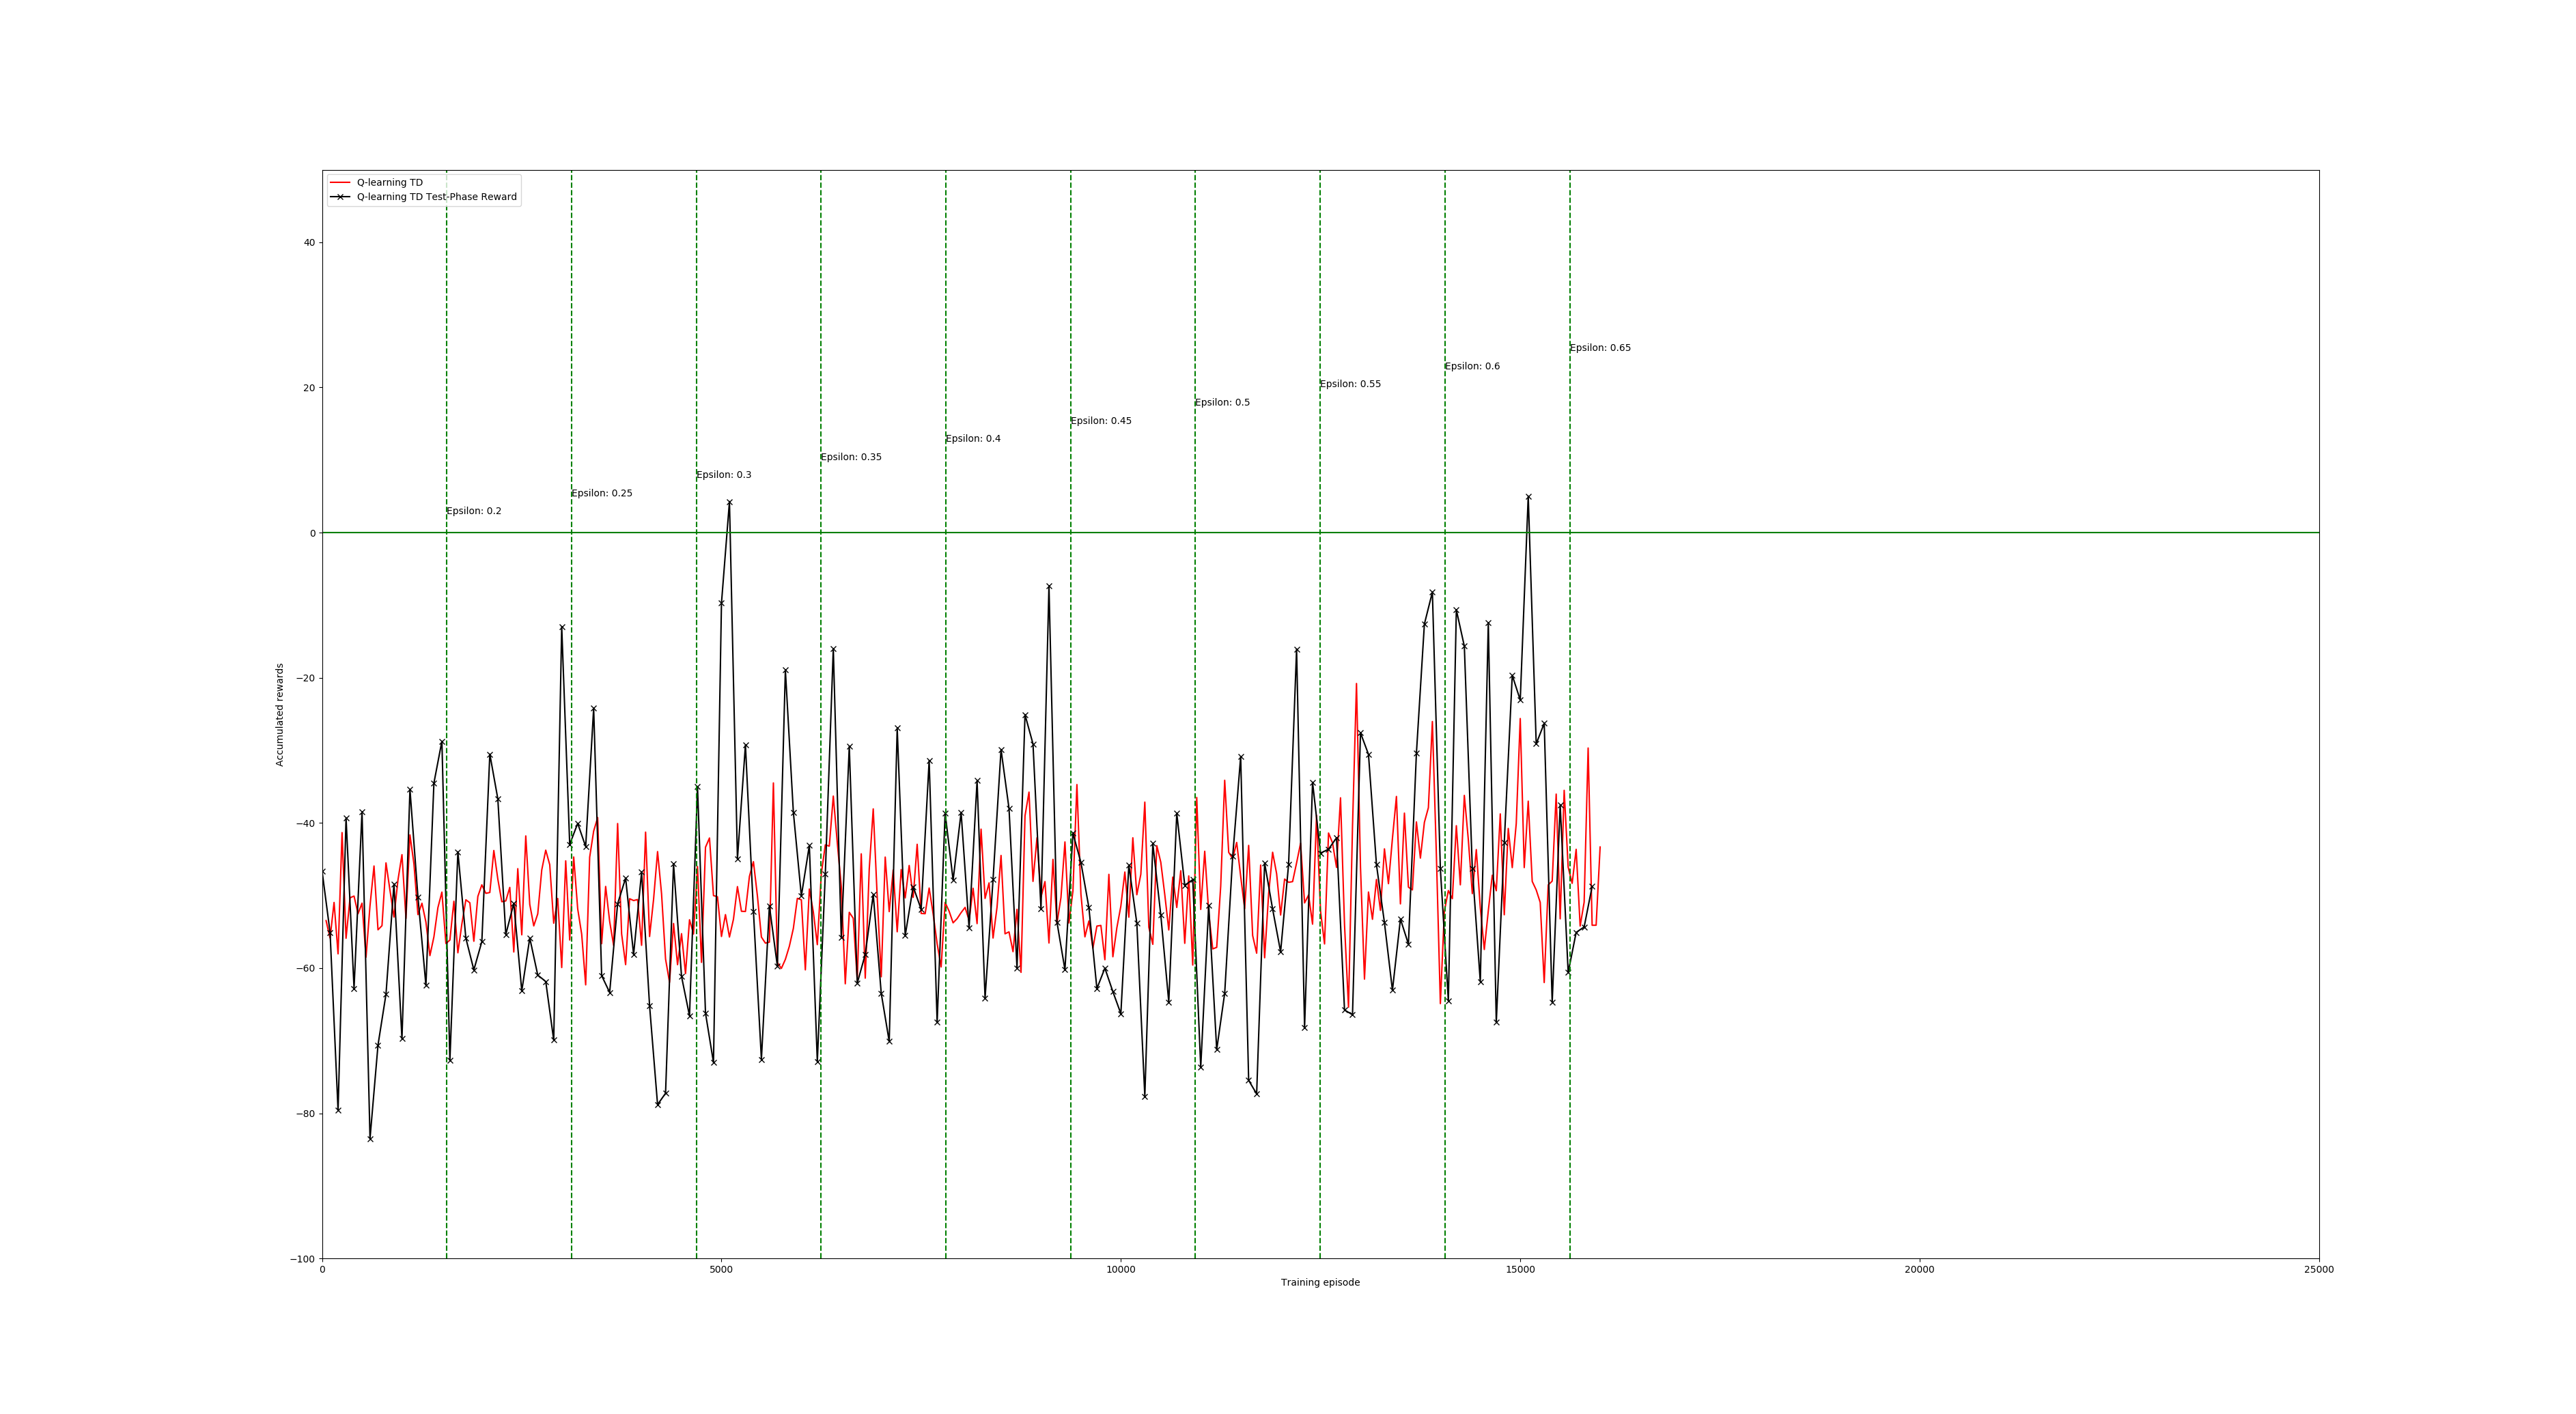 Q-learning TD
Q-learning TD Test-Phase Reward
40
20
0
−20
−40
−60
−80
−100
Accumulated rewards
Epsilon: 0.2
Epsilon: 0.25
Epsilon: 0.3
Epsilon: 0.35
Epsilon: 0.4
Epsilon: 0.45
Epsilon: 0.5
Epsilon: 0.55
Epsilon: 0.6
Epsilon: 0.65
0
5000
10000
15000
20000
25000
Training episode